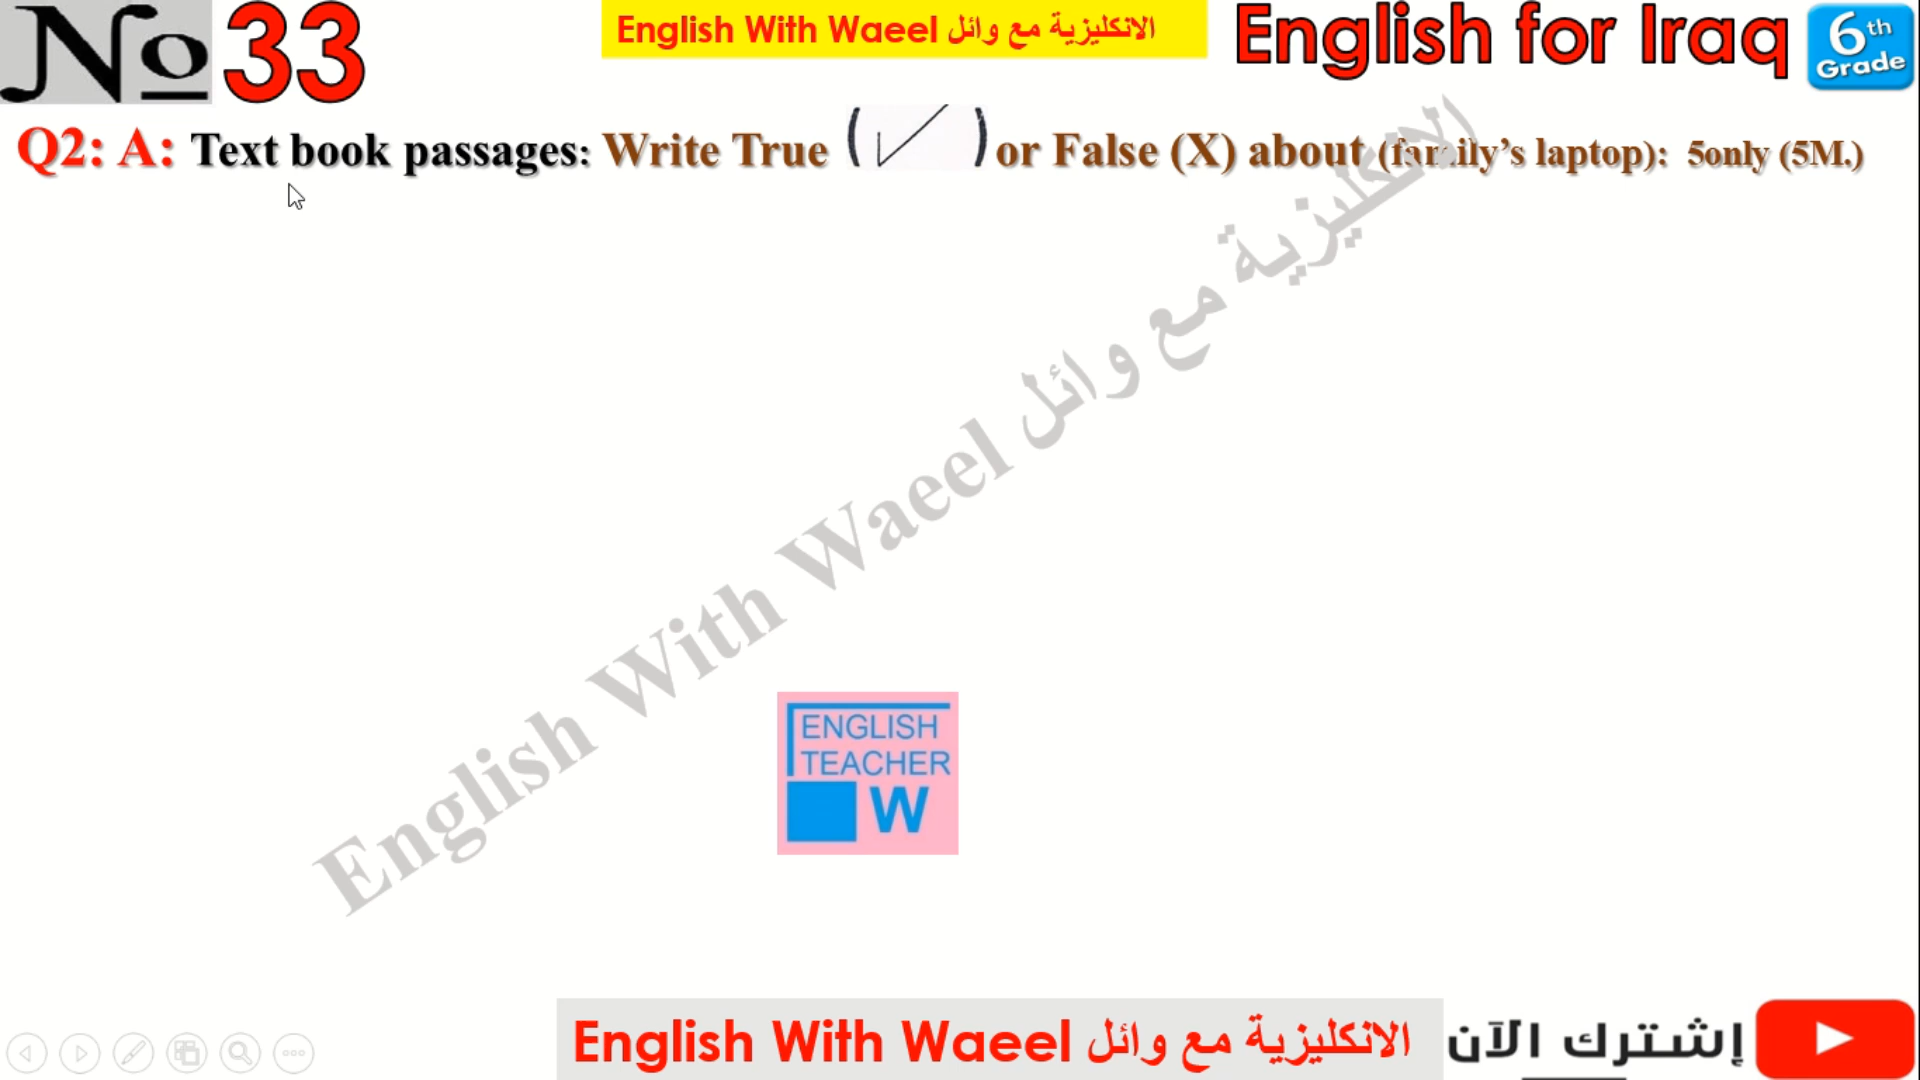 No 33
English With Waeel الانكليزية مع وائل
English for Iraq
6th
Grade
Q2: A: Text book passages: Write True (✓) or False (X) about (family's laptop): 5only (5M.)
English With Waeel الانكليزية مع وائل
ENGLISH
TEACHER
W
English With Waeel الانكليزية مع وائل
إشترك الآن